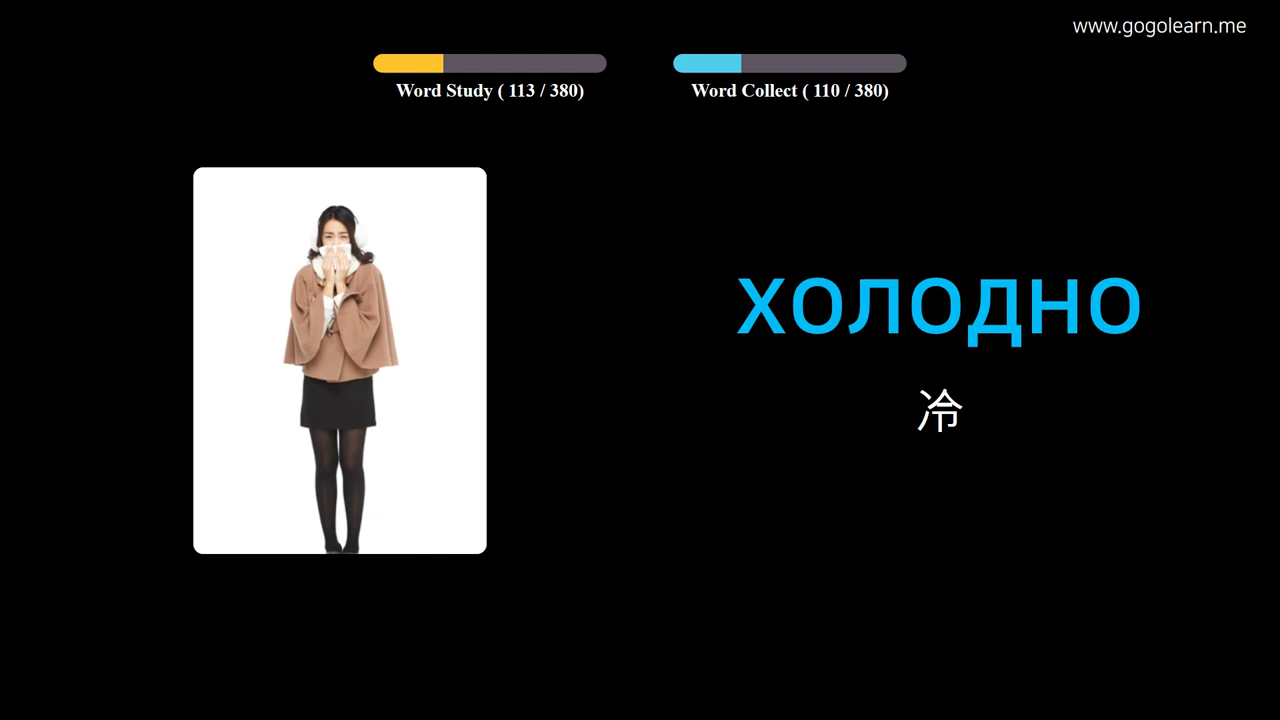 www.gogolearn.me
Word Study ( 113 / 380)
Word Collect ( 110 / 380)
холодно
冷